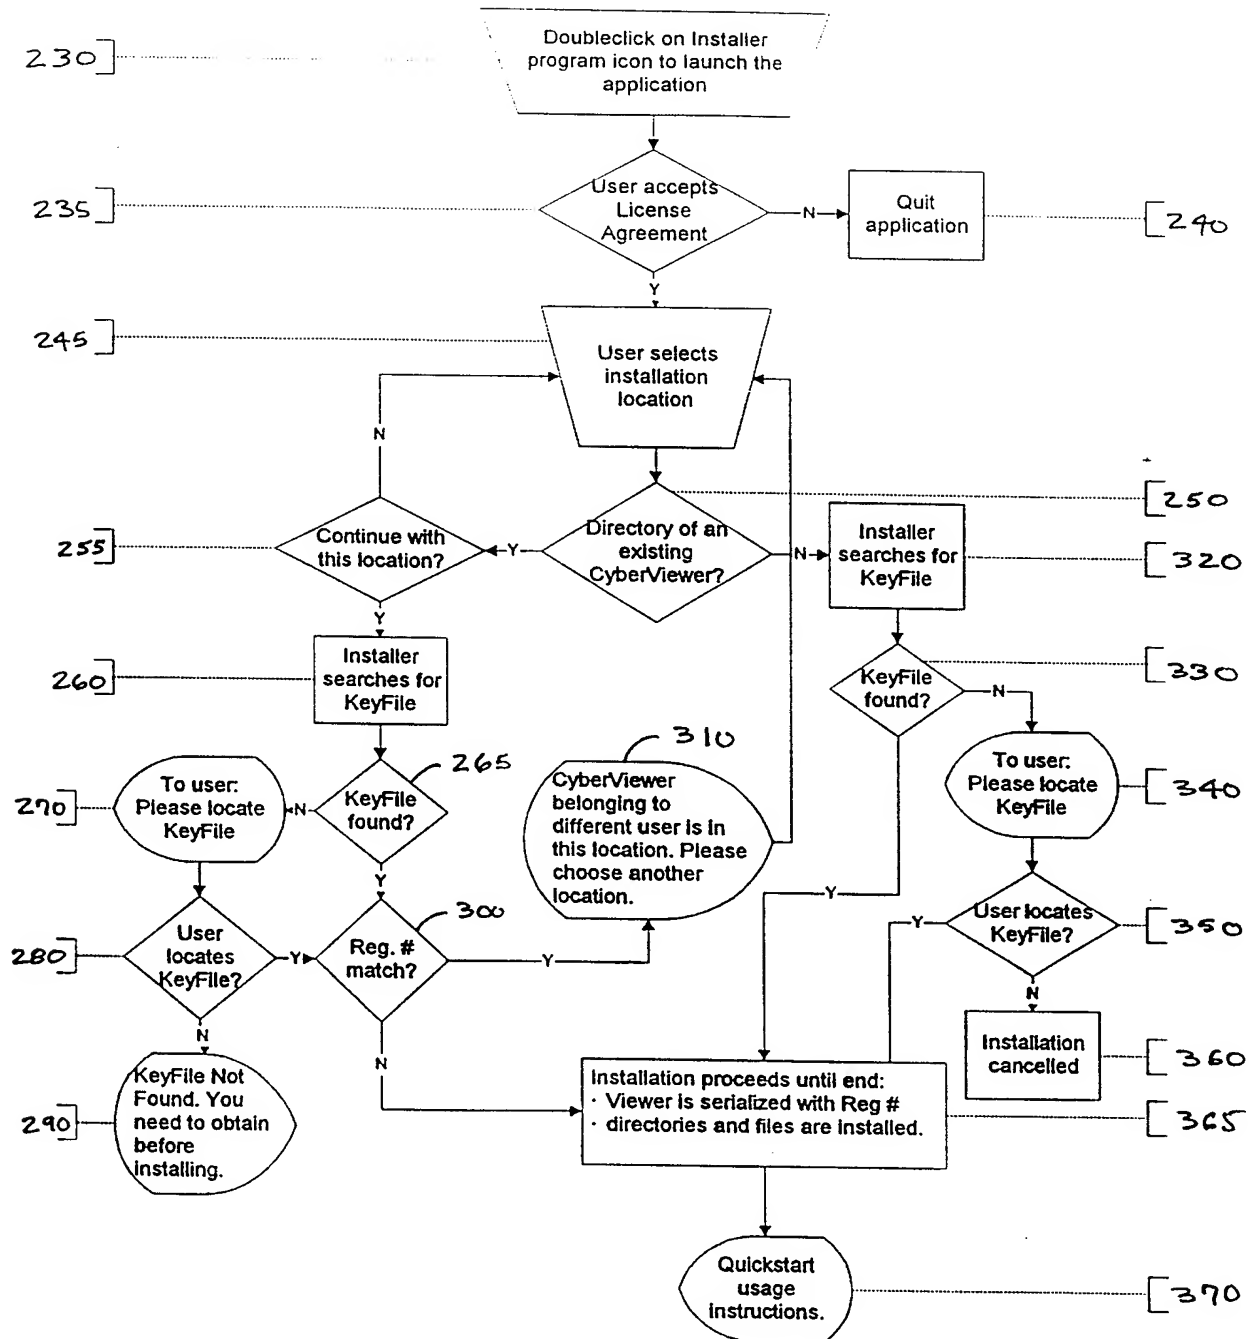 230
Doubleclick on Installer
program icon to launch the
application
235
User accepts
License
Agreement
N
Quit
application
240
Y
245
User selects
installation
location
N
250
255
Continue with
this location?
Y
Directory of an
existing
CyberViewer?
N
Installer
searches for
KeyFile
320
Y
260
Installer
searches for
KeyFile
330
KeyFile
found?
N
310
265
270
To user:
Please locate
KeyFile
N
KeyFile
found?
CyberViewer
belonging to
different user is in
this location. Please
choose another
location.
To user:
Please locate
KeyFile
340
Y
Y
300
280
User
locates
KeyFile?
Y
Reg. #
match?
Y
Y
User locates
KeyFile?
350
N
N
N
Installation
cancelled
360
290
KeyFile Not
Found. You
need to obtain
before
installing.
Installation proceeds until end:
· Viewer is serialized with Reg #
· directories and files are installed.
365
Quickstart
usage
instructions.
370